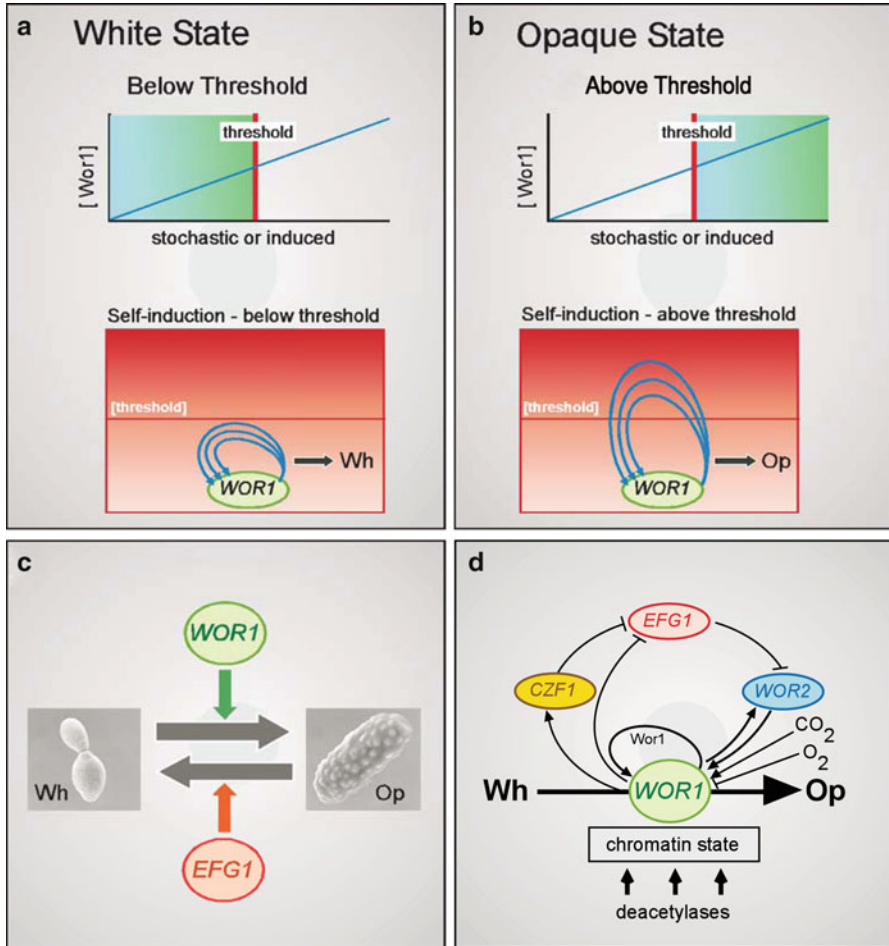 a
White State
Below Threshold
threshold
[ Wor1]
stochastic or induced
Self-induction - below threshold
[threshold]
WOR1
Wh
b
Opaque State
Above Threshold
threshold
[ Wor1]
stochastic or induced
Self-induction - above threshold
[threshold]
WOR1
Op
c
WOR1
Wh
Op
EFG1
d
EFG1
CZF1
WOR2
CO2
O2
Wor1
Wh
WOR1
Op
chromatin state
deacetylases